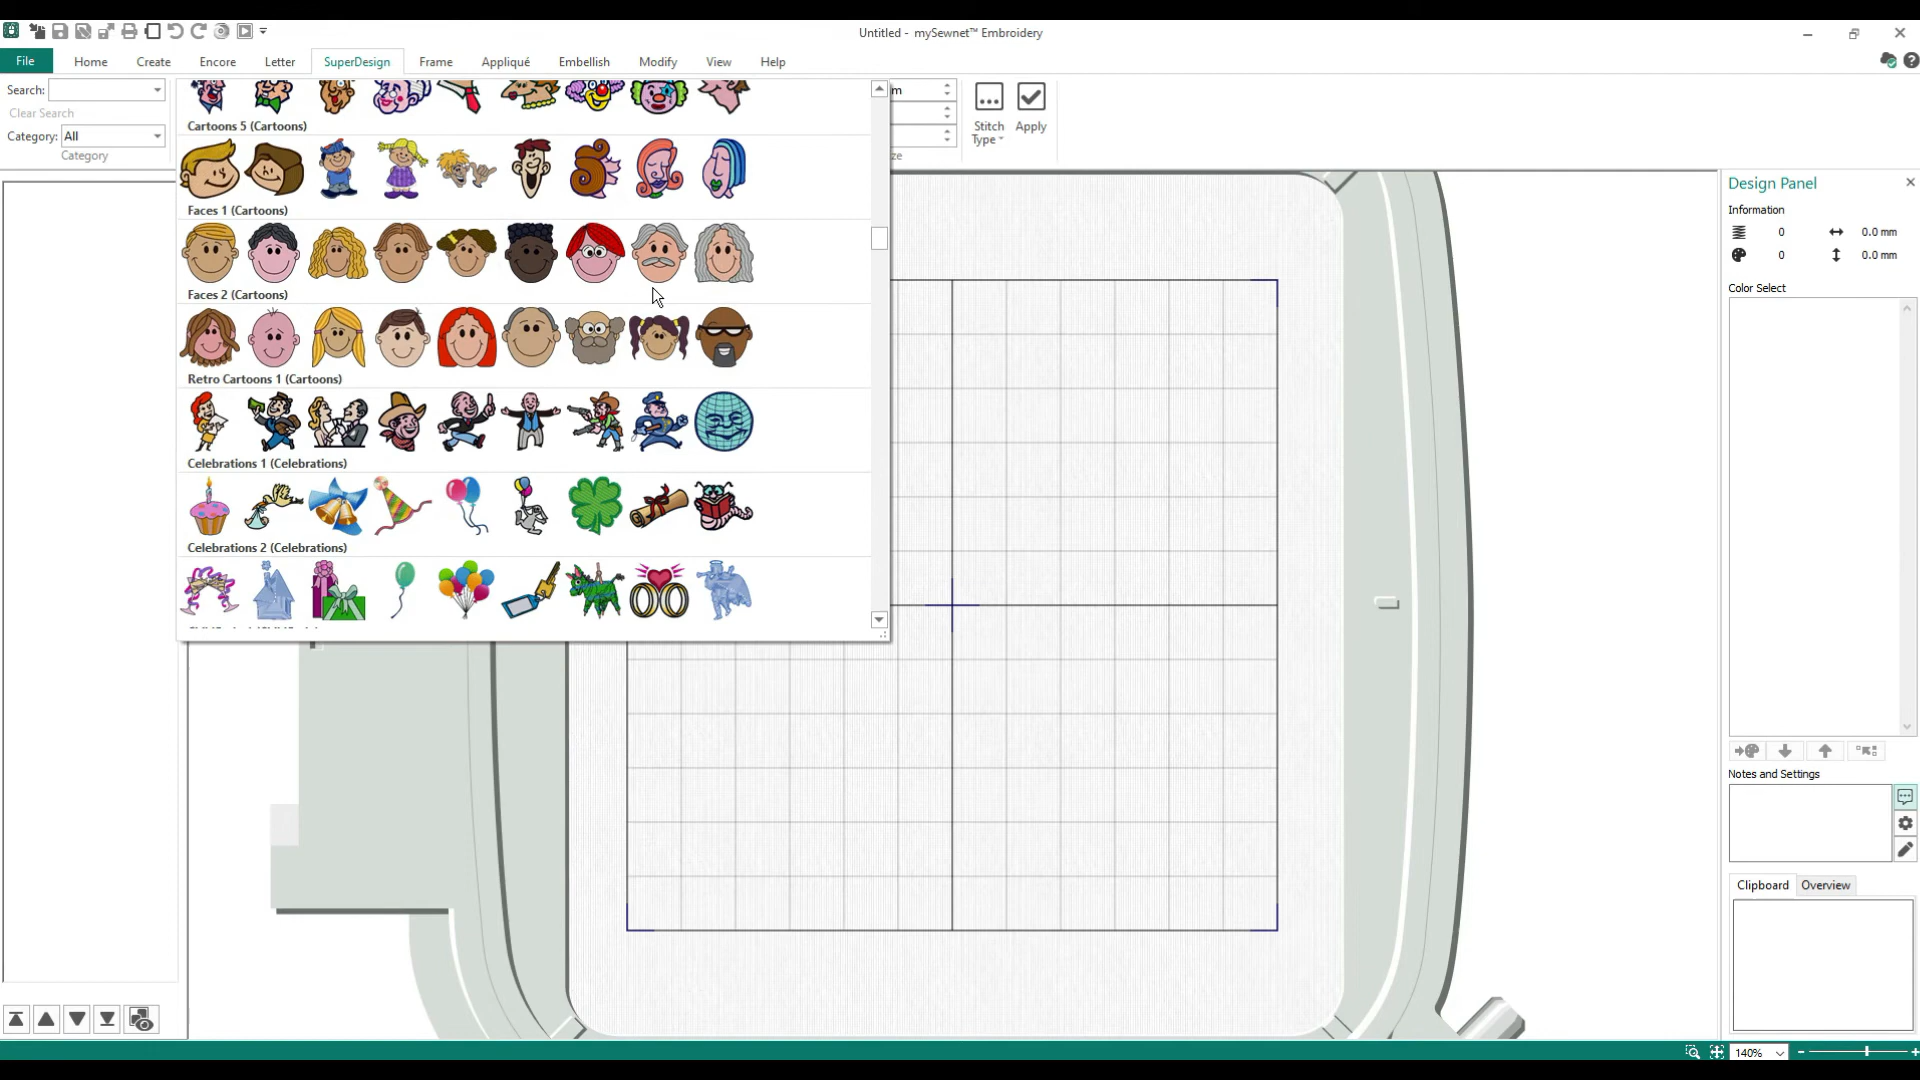 Untitled - mySewnet™ Embroidery
File Home Create Encore Letter SuperDesign Frame Appliqué Embellish Modify View Help
Search:
Clear Search
Category: All
Category
m
ze
Stitch
Type
Apply
Cartoons 5 (Cartoons)
Faces 1 (Cartoons)
Faces 2 (Cartoons)
Retro Cartoons 1 (Cartoons)
Celebrations 1 (Celebrations)
Celebrations 2 (Celebrations)
Design Panel
Information
0 0.0 mm
0 0.0 mm
Color Select
Notes and Settings
Clipboard Overview
140%